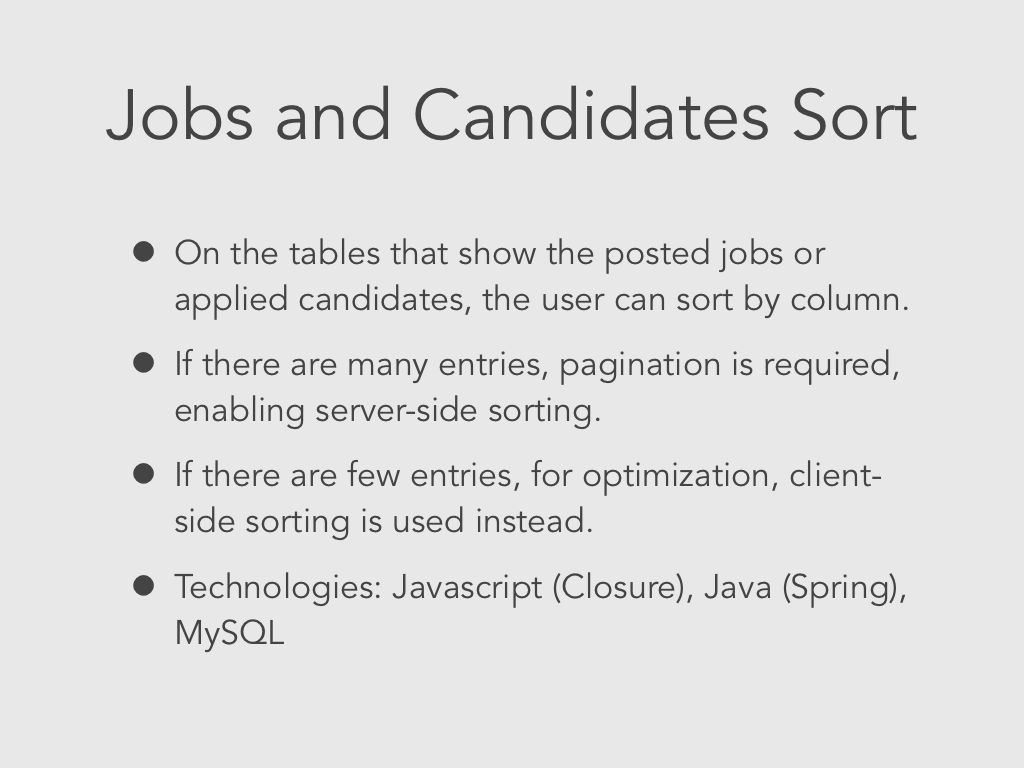 Jobs and Candidates Sort
• On the tables that show the posted jobs or
applied candidates, the user can sort by column.
• If there are many entries, pagination is required,
enabling server-side sorting.
• If there are few entries, for optimization, client-
side sorting is used instead.
• Technologies: Javascript (Closure), Java (Spring),
MySQL